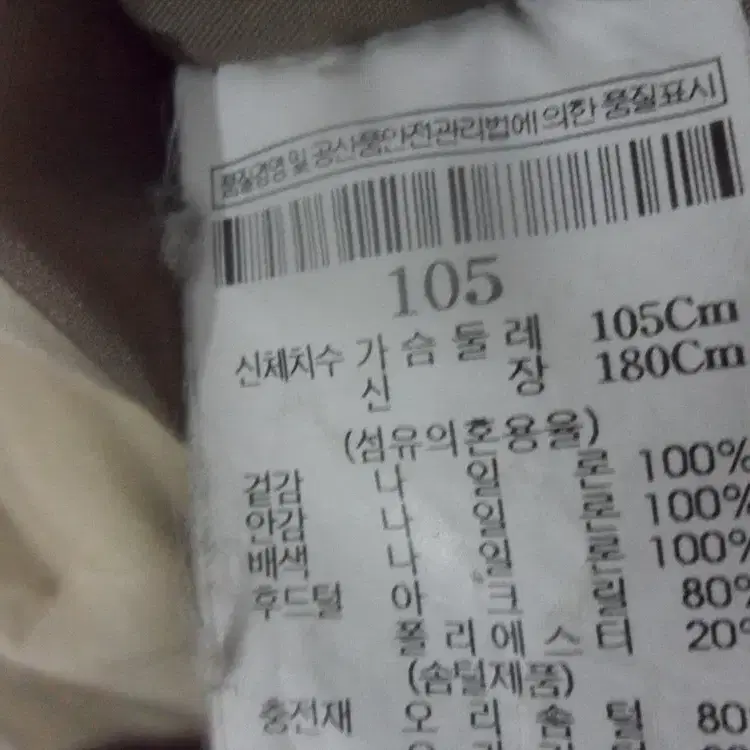 품질경영 및 공산품안전관리법에 의한 품질표시
105
신체치수 가 슴 둘 레 105Cm
신 장 180Cm
(섬유의혼용율)
겉감 나 일 론 100%
안감 나 일 론 100%
배색 나 일 론 100%
후드털 아 크 릴 80%
폴 리 에 스 터 20%
(솜털제품)
충전재 오 리 솜 털 80